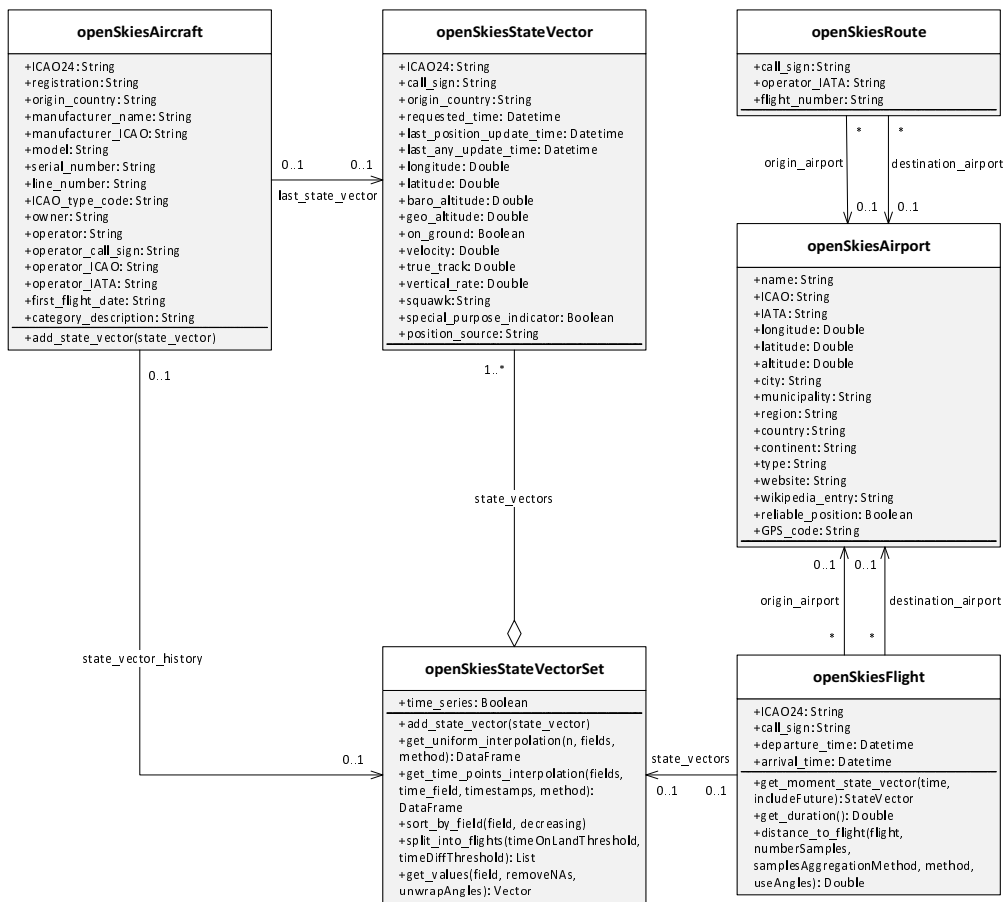 openSkiesAircraft
+ICAO24: String
+registration: String
+origin_country: String
+manufacturer_name: String
+manufacturer_ICAO: String
+model: String
+serial_number: String
+line_number: String
+ICAO_type_code: String
+owner: String
+operator: String
+operator_call_sign: String
+operator_ICAO: String
+operator_IATA: String
+first_flight_date: String
+category_description: String
+add_state_vector(state_vector)
0..1
0..1
last_state_vector
openSkiesStateVector
+ICAO24: String
+call_sign: String
+origin_country: String
+requested_time: Datetime
+last_position_update_time: Datetime
+last_any_update_time: Datetime
+longitude: Double
+latitude: Double
+baro_altitude: Double
+geo_altitude: Double
+on_ground: Boolean
+velocity: Double
+true_track: Double
+vertical_rate: Double
+squawk: String
+special_purpose_indicator: Boolean
+position_source: String
openSkiesRoute
+call_sign: String
+operator_IATA: String
+flight_number: String
*
*
origin_airport
destination_airport
0..1
0..1
openSkiesAirport
+name: String
+ICAO: String
+IATA: String
+longitude: Double
+latitude: Double
+altitude: Double
+city: String
+municipality: String
+region: String
+country: String
+continent: String
+type: String
+website: String
+wikipedia_entry: String
+reliable_position: Boolean
+GPS_code: String
0..1
0..1
origin_airport
destination_airport
*
*
0..1
state_vector_history
0..1
1..*
state_vectors
openSkiesStateVectorSet
+time_series: Boolean
+add_state_vector(state_vector)
+get_uniform_interpolation(n, fields,
method): DataFrame
+get_time_points_interpolation(fields,
time_field, timestamps, method):
DataFrame
+sort_by_field(field, decreasing)
+split_into_flights(timeOnLandThreshold,
timeDiffThreshold): List
+get_values(field, removeNAs,
unwrapAngles): Vector
state_vectors
0..1
0..1
openSkiesFlight
+ICAO24: String
+call_sign: String
+departure_time: Datetime
+arrival_time: Datetime
+get_moment_state_vector(time,
includeFuture): StateVector
+get_duration(): Double
+distance_to_flight(flight,
numberSamples,
samplesAggregationMethod, method,
useAngles): Double